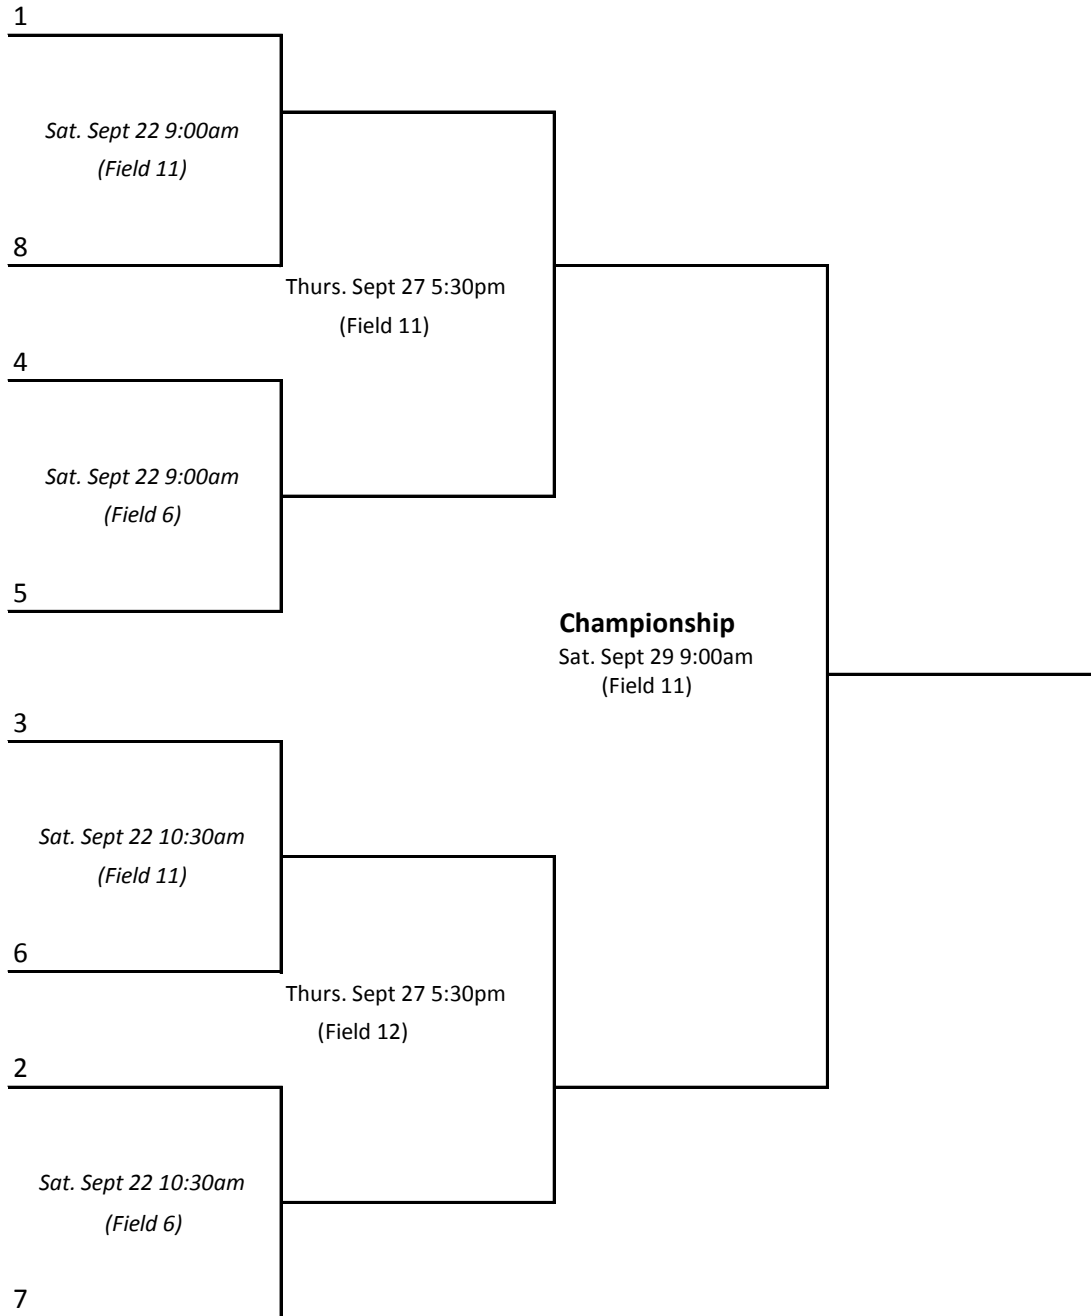 1
Sat. Sept 22 9:00am
(Field 11)
8
Thurs. Sept 27 5:30pm
(Field 11)
4
Sat. Sept 22 9:00am
(Field 6)
5
Championship
Sat. Sept 29 9:00am
(Field 11)
3
Sat. Sept 22 10:30am
(Field 11)
6
Thurs. Sept 27 5:30pm
(Field 12)
2
Sat. Sept 22 10:30am
(Field 6)
7